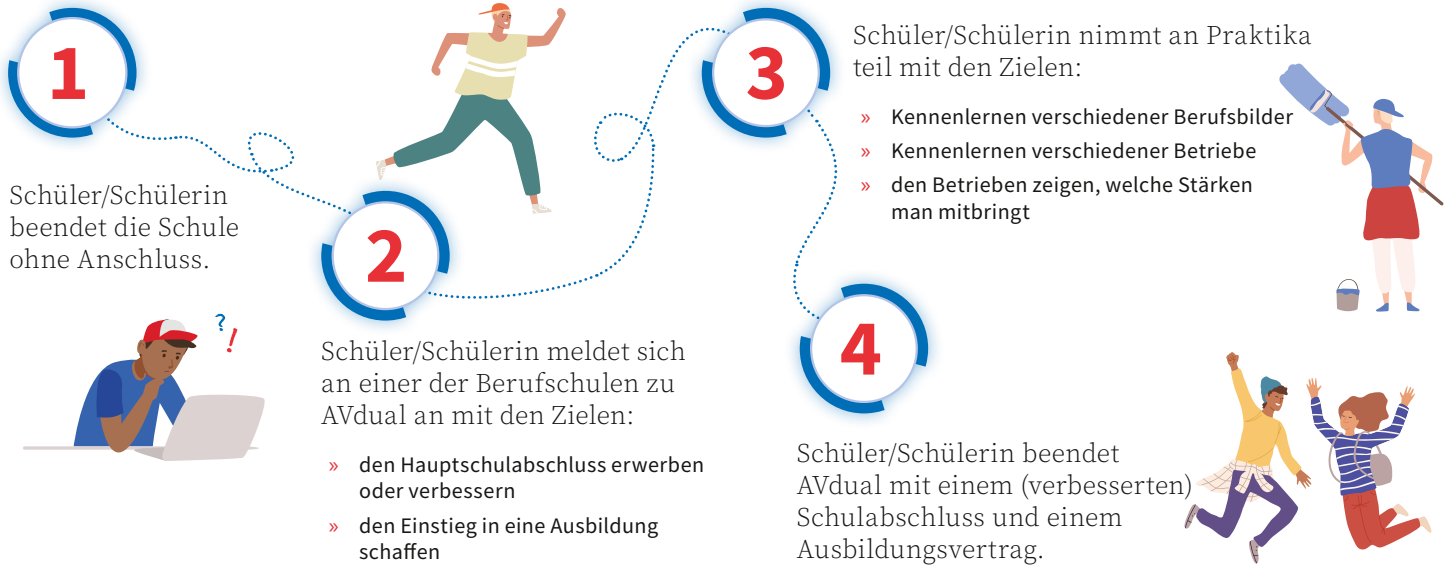 1
Schüler/Schülerin
beendet die Schule
ohne Anschluss.
?!
2
Schüler/Schülerin meldet sich
an einer der Berufschulen zu
AVdual an mit den Zielen:
» den Hauptschulabschluss erwerben
oder verbessern
» den Einstieg in eine Ausbildung
schaffen
3
Schüler/Schülerin nimmt an Praktika
teil mit den Zielen:
» Kennenlernen verschiedener Berufsbilder
» Kennenlernen verschiedener Betriebe
» den Betrieben zeigen, welche Stärken
man mitbringt
4
Schüler/Schülerin beendet
AVdual mit einem (verbesserten)
Schulabschluss und einem
Ausbildungsvertrag.